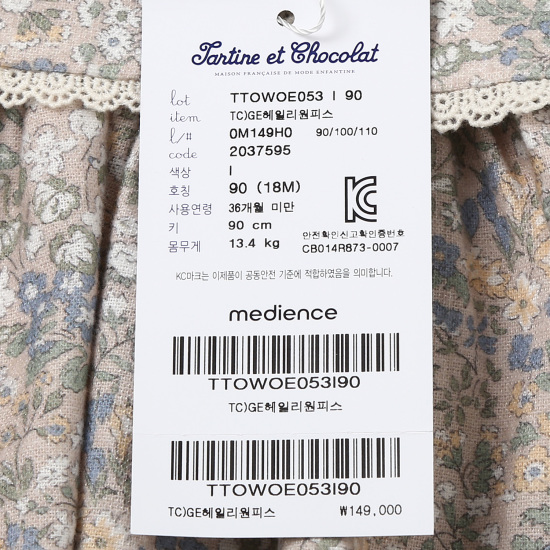 Tartine et Chocolat
MAISON FRANÇAISE DE MODE ENFANTINE
lot TTOWOE053 I 90
item TC)GE헤일리원피스
l/# 0M149H0 90/100/110
code 2037595
색상 I
호칭 90 (18M)
사용연령 36개월 미만
키 90 cm
몸무게 13.4 kg
안전확인신고확인증번호
CB014R873-0007
KC마크는 이제품이 공통안전 기준에 적합하였음을 의미합니다.
medience
TTOWOE053I90
TC)GE헤일리원피스
TTOWOE053I90
TC)GE헤일리원피스 ₩149,000